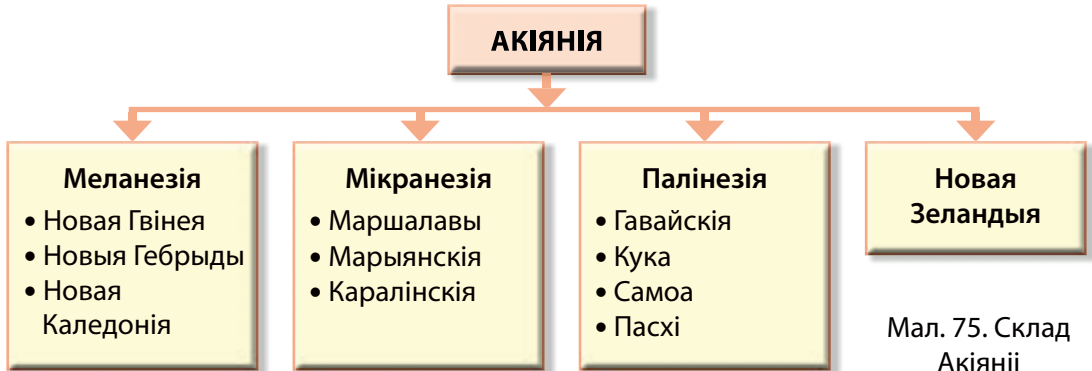 АКІЯНІЯ
Меланезія
• Новая Гвінея
• Новыя Гебрыды
• Новая
Каледонія
Мікранезія
• Маршалавы
• Марыянскія
• Каралінскія
Палінезія
• Гавайскія
• Кука
• Самоа
• Пасхі
Новая
Зеландыя
Мал. 75. Склад
Акіяніі